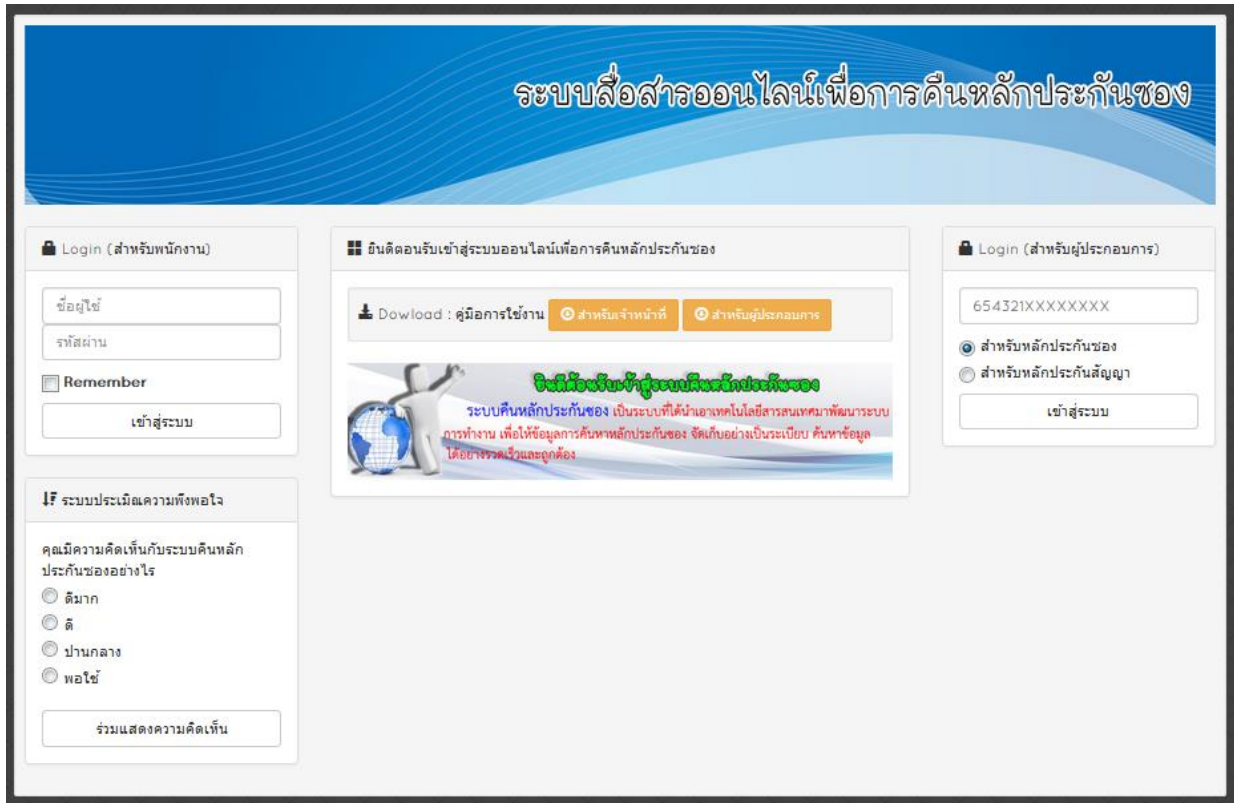 ระบบสื่อสารออนไลน์เพื่อการคืนหลักประกันซอง
Login (สำหรับพนักงาน)
ชื่อผู้ใช้
รหัสผ่าน
Remember
เข้าสู่ระบบ
ระบบประเมิณความพึงพอใจ
คุณมีความคิดเห็นกับระบบคืนหลัก
ประกันซองอย่างไร
ดีมาก
ดี
ปานกลาง
พอใช้
ร่วมแสดงความคิดเห็น
ยินดีตอนรับเข้าสู่ระบบออนไลน์เพื่อการคืนหลักประกันซอง
Dowload : คู่มือการใช้งาน สำหรับเจ้าหน้าที่ สำหรับผู้ประกอบการ
ยินดีต้อนรับเข้าสู่ระบบคืนหลักประกันซอง
ระบบคืนหลักประกันซอง เป็นระบบที่ได้นำเอาเทคโนโลยีสารสนเทศมาพัฒนาระบบ
การทำงาน เพื่อให้ข้อมูลการค้นหาหลักประกันซอง จัดเก็บอย่างเป็นระเบียบ ค้นหาข้อมูล
ได้อย่างรวดเร็วและถูกต้อง
Login (สำหรับผู้ประกอบการ)
654321XXXXXXXX
สำหรับหลักประกันซอง
สำหรับหลักประกันสัญญา
เข้าสู่ระบบ